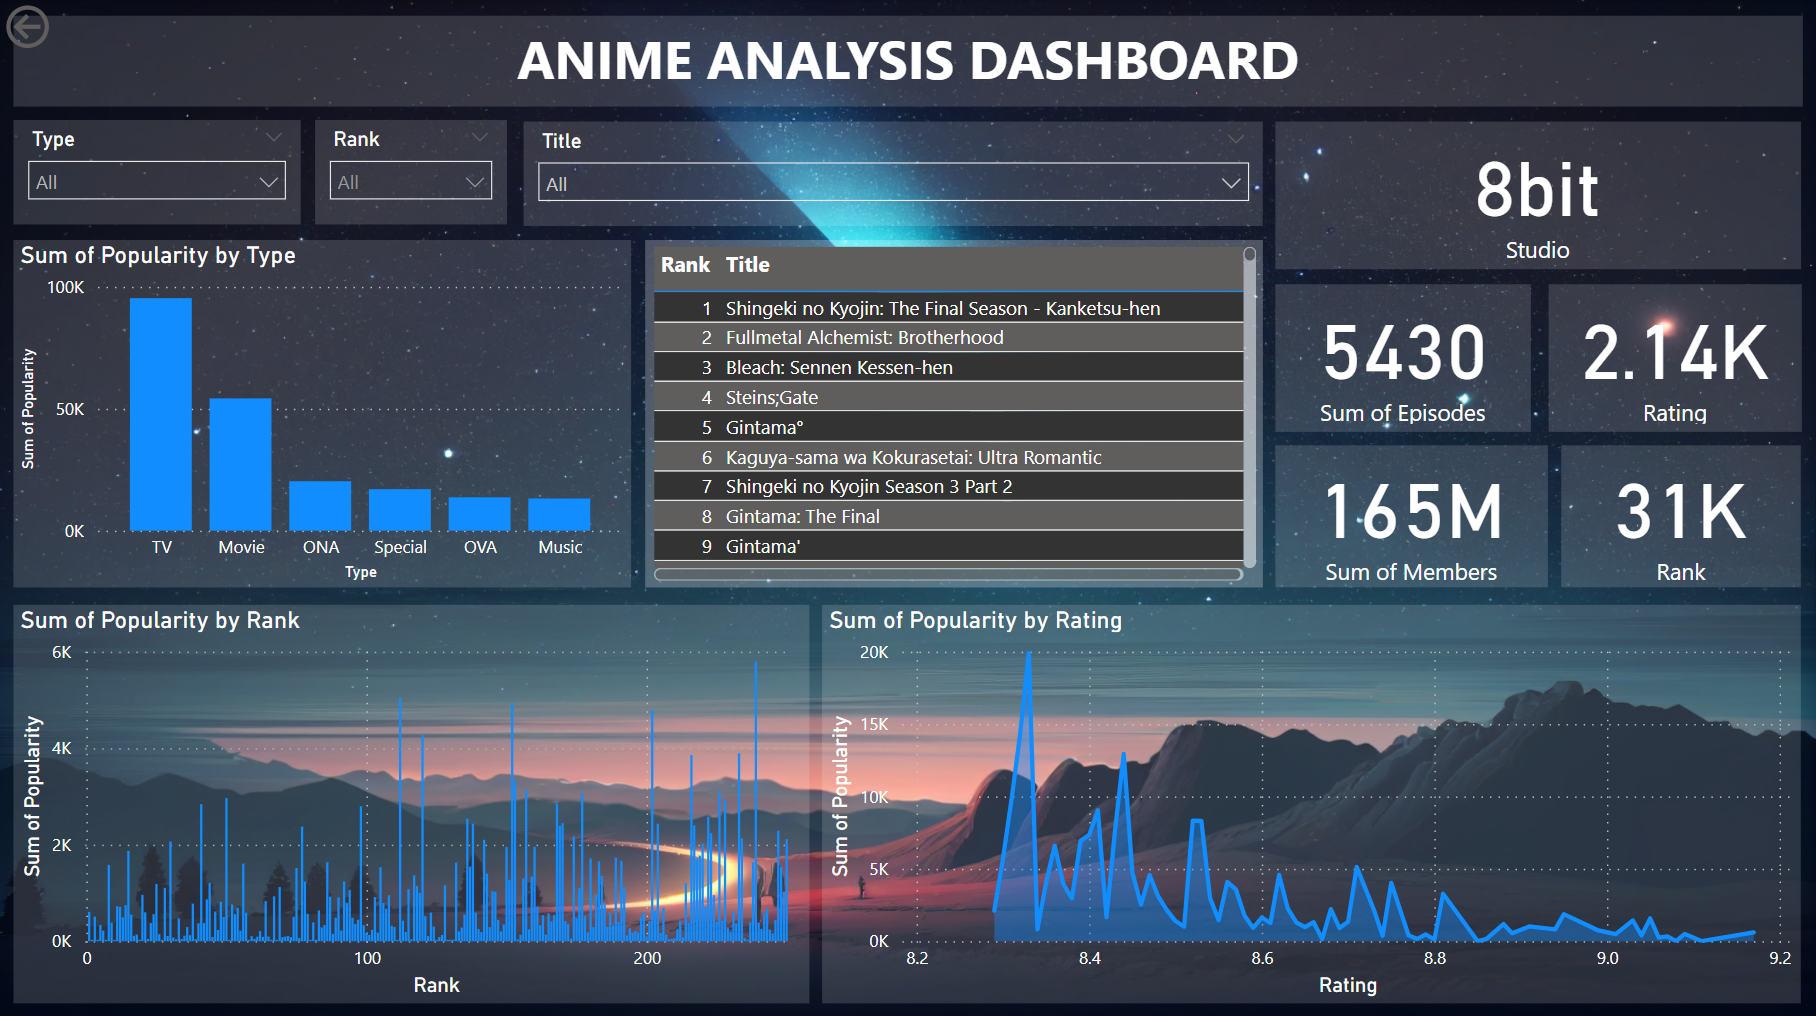 ANIME ANALYSIS DASHBOARD
Type
All
Rank
All
Title
All
8bit
Studio
Sum of Popularity by Type
Sum of Popularity
100K
50K
0K
TV Movie ONA Special OVA Music
Type
Rank Title
1 Shingeki no Kyojin: The Final Season - Kanketsu-hen
2 Fullmetal Alchemist: Brotherhood
3 Bleach: Sennen Kessen-hen
4 Steins;Gate
5 Gintama°
6 Kaguya-sama wa Kokurasetai: Ultra Romantic
7 Shingeki no Kyojin Season 3 Part 2
8 Gintama: The Final
9 Gintama'
5430
Sum of Episodes
2.14K
Rating
165M
Sum of Members
31K
Rank
Sum of Popularity by Rank
Sum of Popularity
6K
4K
2K
0K
0 100 200
Rank
Sum of Popularity by Rating
Sum of Popularity
20K
15K
10K
5K
0K
8.2 8.4 8.6 8.8 9.0 9.2
Rating